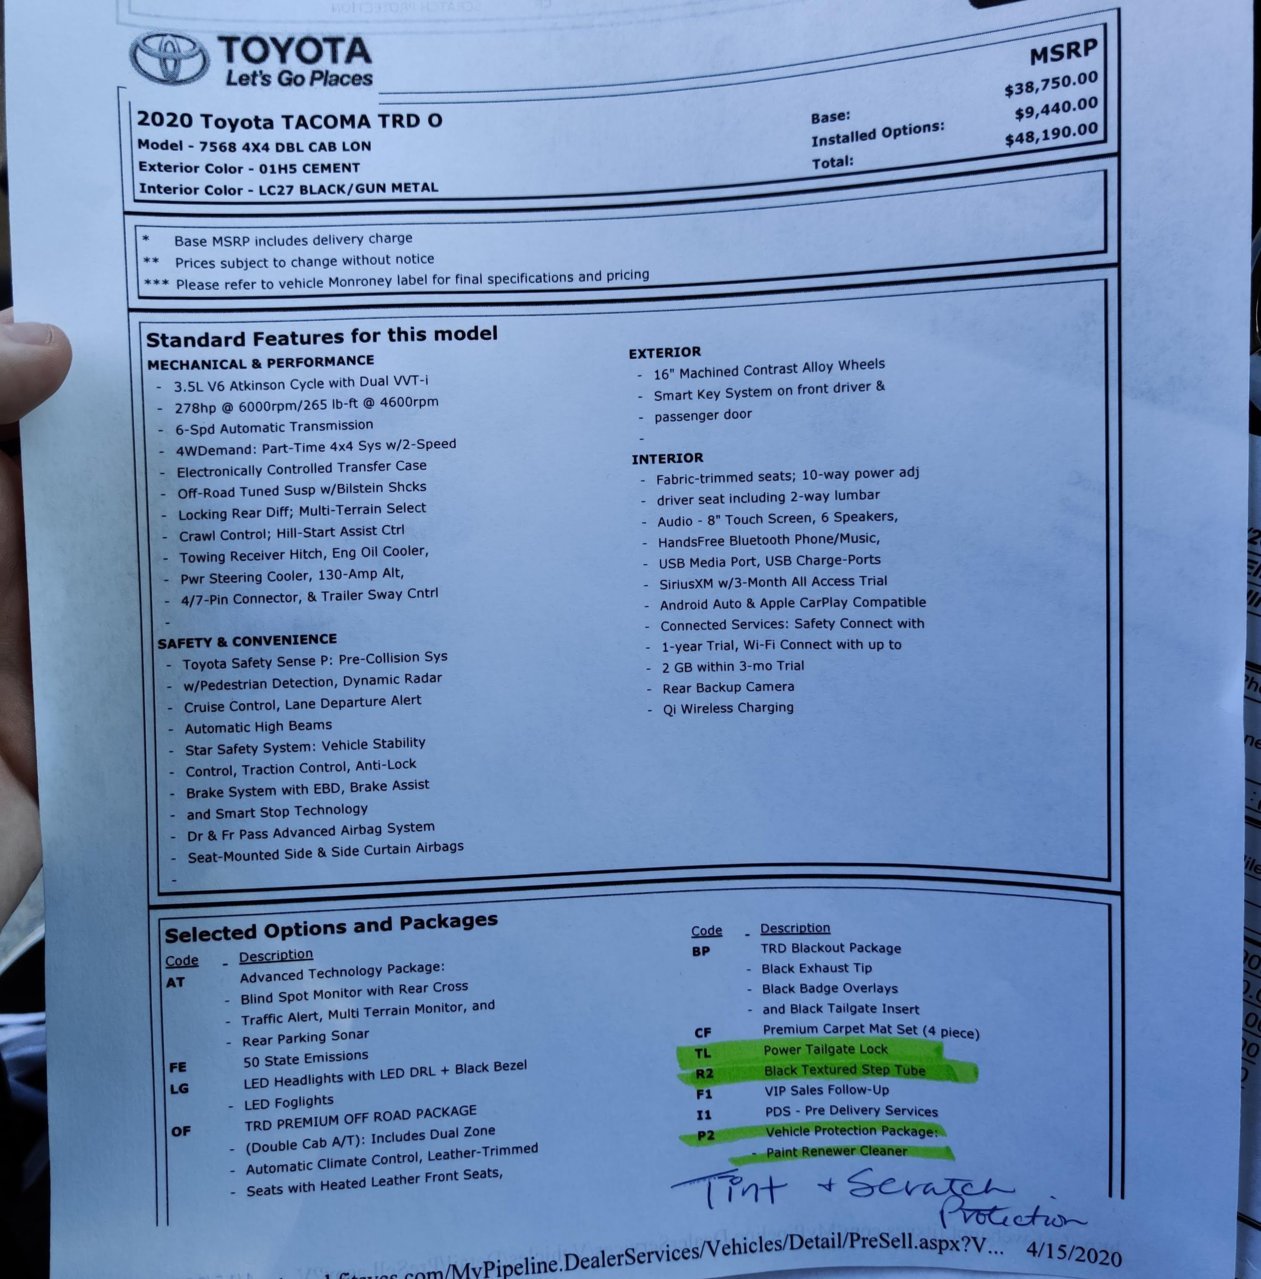 TOYOTA
Let's Go Places
MSRP
Base: $38,750.00
Installed Options: $9,440.00
Total: $48,190.00
2020 Toyota TACOMA TRD O
Model - 7568 4X4 DBL CAB LON
Exterior Color - 01H5 CEMENT
Interior Color - LC27 BLACK/GUN METAL
* Base MSRP includes delivery charge
** Prices subject to change without notice
*** Please refer to vehicle Monroney label for final specifications and pricing
Standard Features for this model
MECHANICAL & PERFORMANCE
- 3.5L V6 Atkinson Cycle with Dual VVT-i
- 278hp @ 6000rpm/265 lb-ft @ 4600rpm
- 6-Spd Automatic Transmission
- 4WDemand: Part-Time 4x4 Sys w/2-Speed
- Electronically Controlled Transfer Case
- Off-Road Tuned Susp w/Bilstein Shcks
- Locking Rear Diff; Multi-Terrain Select
- Crawl Control; Hill-Start Assist Ctrl
- Towing Receiver Hitch, Eng Oil Cooler,
- Pwr Steering Cooler, 130-Amp Alt,
- 4/7-Pin Connector, & Trailer Sway Cntrl
-
SAFETY & CONVENIENCE
- Toyota Safety Sense P: Pre-Collision Sys
- w/Pedestrian Detection, Dynamic Radar
- Cruise Control, Lane Departure Alert
- Automatic High Beams
- Star Safety System: Vehicle Stability
- Control, Traction Control, Anti-Lock
- Brake System with EBD, Brake Assist
- and Smart Stop Technology
- Dr & Fr Pass Advanced Airbag System
- Seat-Mounted Side & Side Curtain Airbags
-
EXTERIOR
- 16" Machined Contrast Alloy Wheels
- Smart Key System on front driver &
- passenger door
-
INTERIOR
- Fabric-trimmed seats; 10-way power adj
- driver seat including 2-way lumbar
- Audio - 8" Touch Screen, 6 Speakers,
- HandsFree Bluetooth Phone/Music,
- USB Media Port, USB Charge-Ports
- SiriusXM w/3-Month All Access Trial
- Android Auto & Apple CarPlay Compatible
- Connected Services: Safety Connect with
- 1-year Trial, Wi-Fi Connect with up to
- 2 GB within 3-mo Trial
- Rear Backup Camera
- Qi Wireless Charging
Selected Options and Packages
Code - Description
AT Advanced Technology Package:
- Blind Spot Monitor with Rear Cross
- Traffic Alert, Multi Terrain Monitor, and
- Rear Parking Sonar
FE 50 State Emissions
LG LED Headlights with LED DRL + Black Bezel
- LED Foglights
OF TRD PREMIUM OFF ROAD PACKAGE
- (Double Cab A/T): Includes Dual Zone
- Automatic Climate Control, Leather-Trimmed
- Seats with Heated Leather Front Seats,
Code - Description
BP TRD Blackout Package
- Black Exhaust Tip
- Black Badge Overlays
- and Black Tailgate Insert
CF Premium Carpet Mat Set (4 piece)
TL Power Tailgate Lock
R2 Black Textured Step Tube
F1 VIP Sales Follow-Up
I1 PDS - Pre Delivery Services
P2 Vehicle Protection Package:
- Paint Renewer Cleaner
Tint + Scratch
Protection
.com/MyPipeline.DealerServices/Vehicles/Detail/PreSell.aspx?V... 4/15/2020